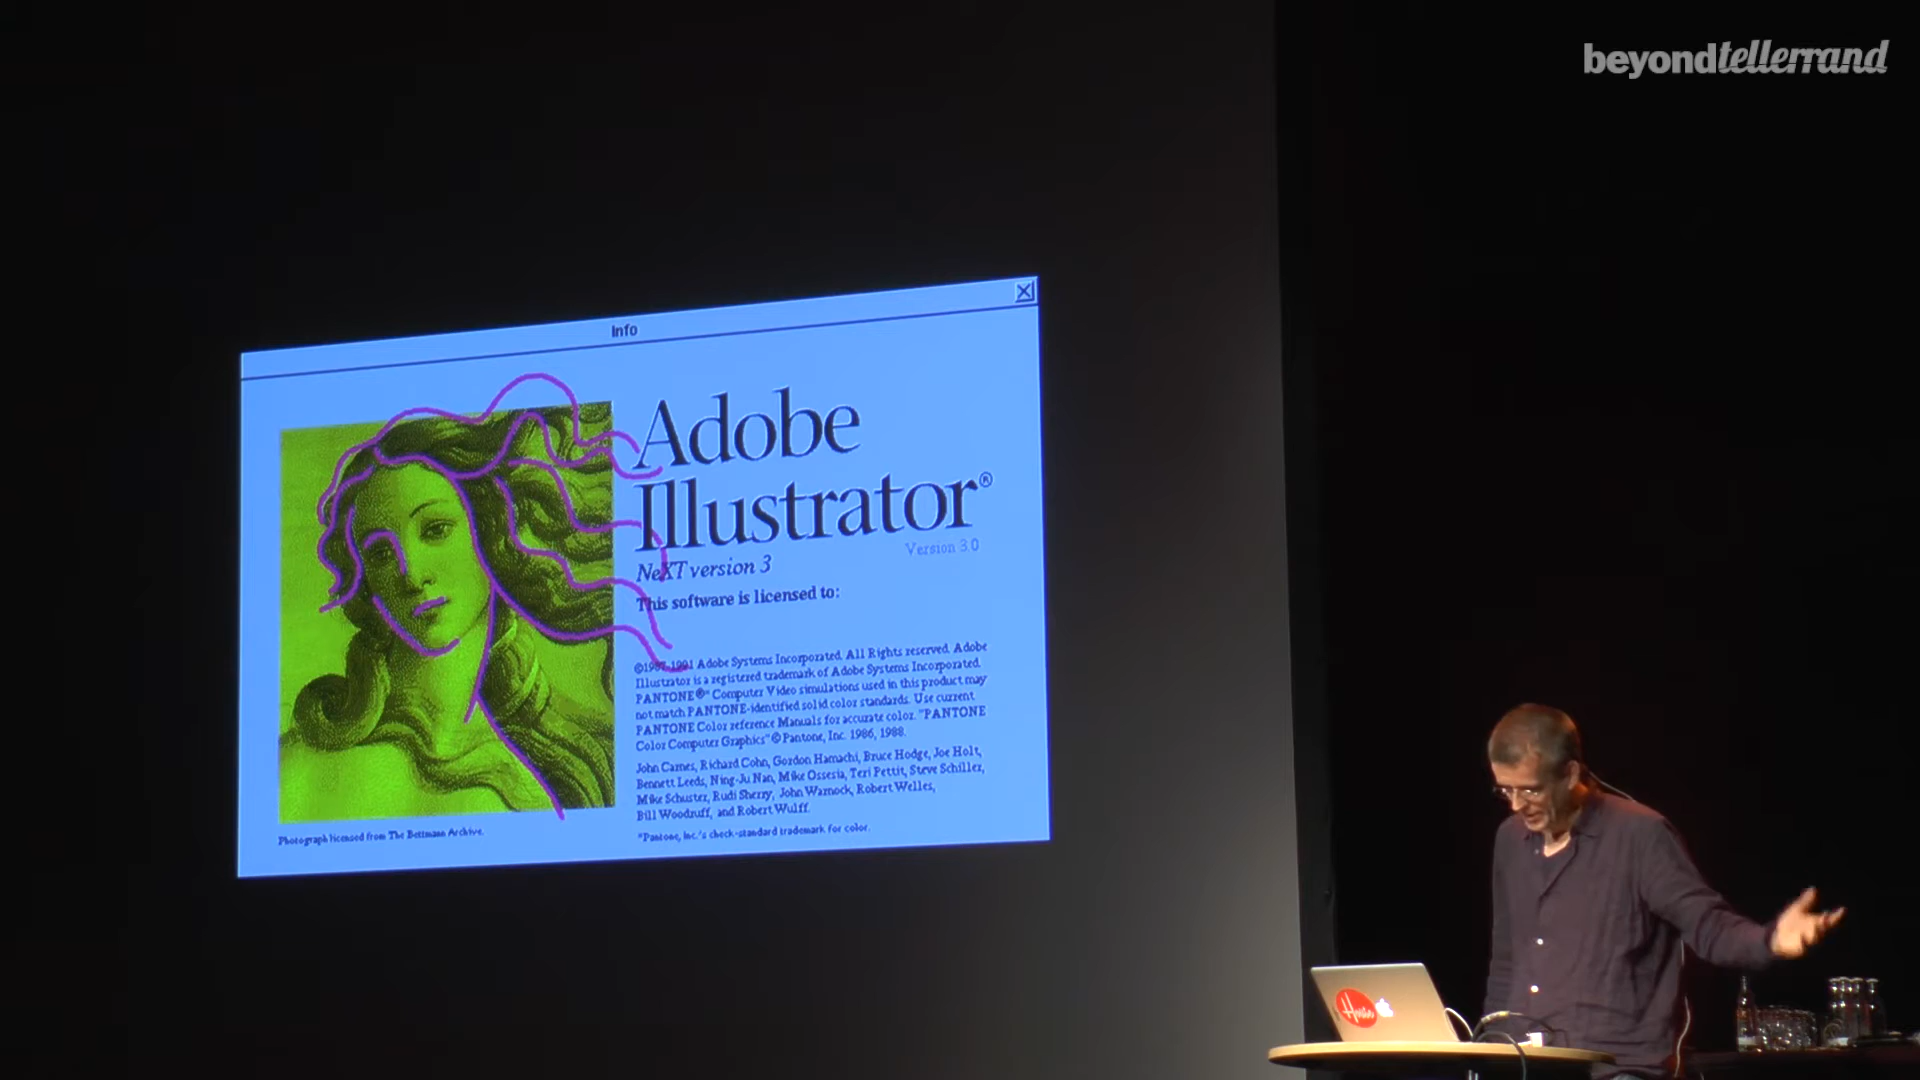 beyondtellerrand
Info
Adobe
Illustrator®
Version 3.0
NeXT version 3
This software is licensed to:
©1987-1991 Adobe Systems Incorporated. All Rights reserved. Adobe
Illustrator is a registered trademark of Adobe Systems Incorporated.
PANTONE®* Computer Video simulations used in this product may
not match PANTONE-identified solid color standards. Use current
PANTONE Color reference Manuals for accurate color. "PANTONE
Color Computer Graphics" © Pantone, Inc. 1986, 1988.
John Carnes, Richard Cohn, Gordon Hamachi, Bruce Hodge, Joe Holt,
Bennett Leeds, Ning-Ju Nan, Mike Ossesia, Teri Pettit, Steve Schiller,
Mike Schuster, Rudi Sherry, John Warnock, Robert Welles,
Bill Woodruff, and Robert Wulff.
*Pantone, Inc.'s check-standard trademark for color.
Photograph licensed from The Bettmann Archive.